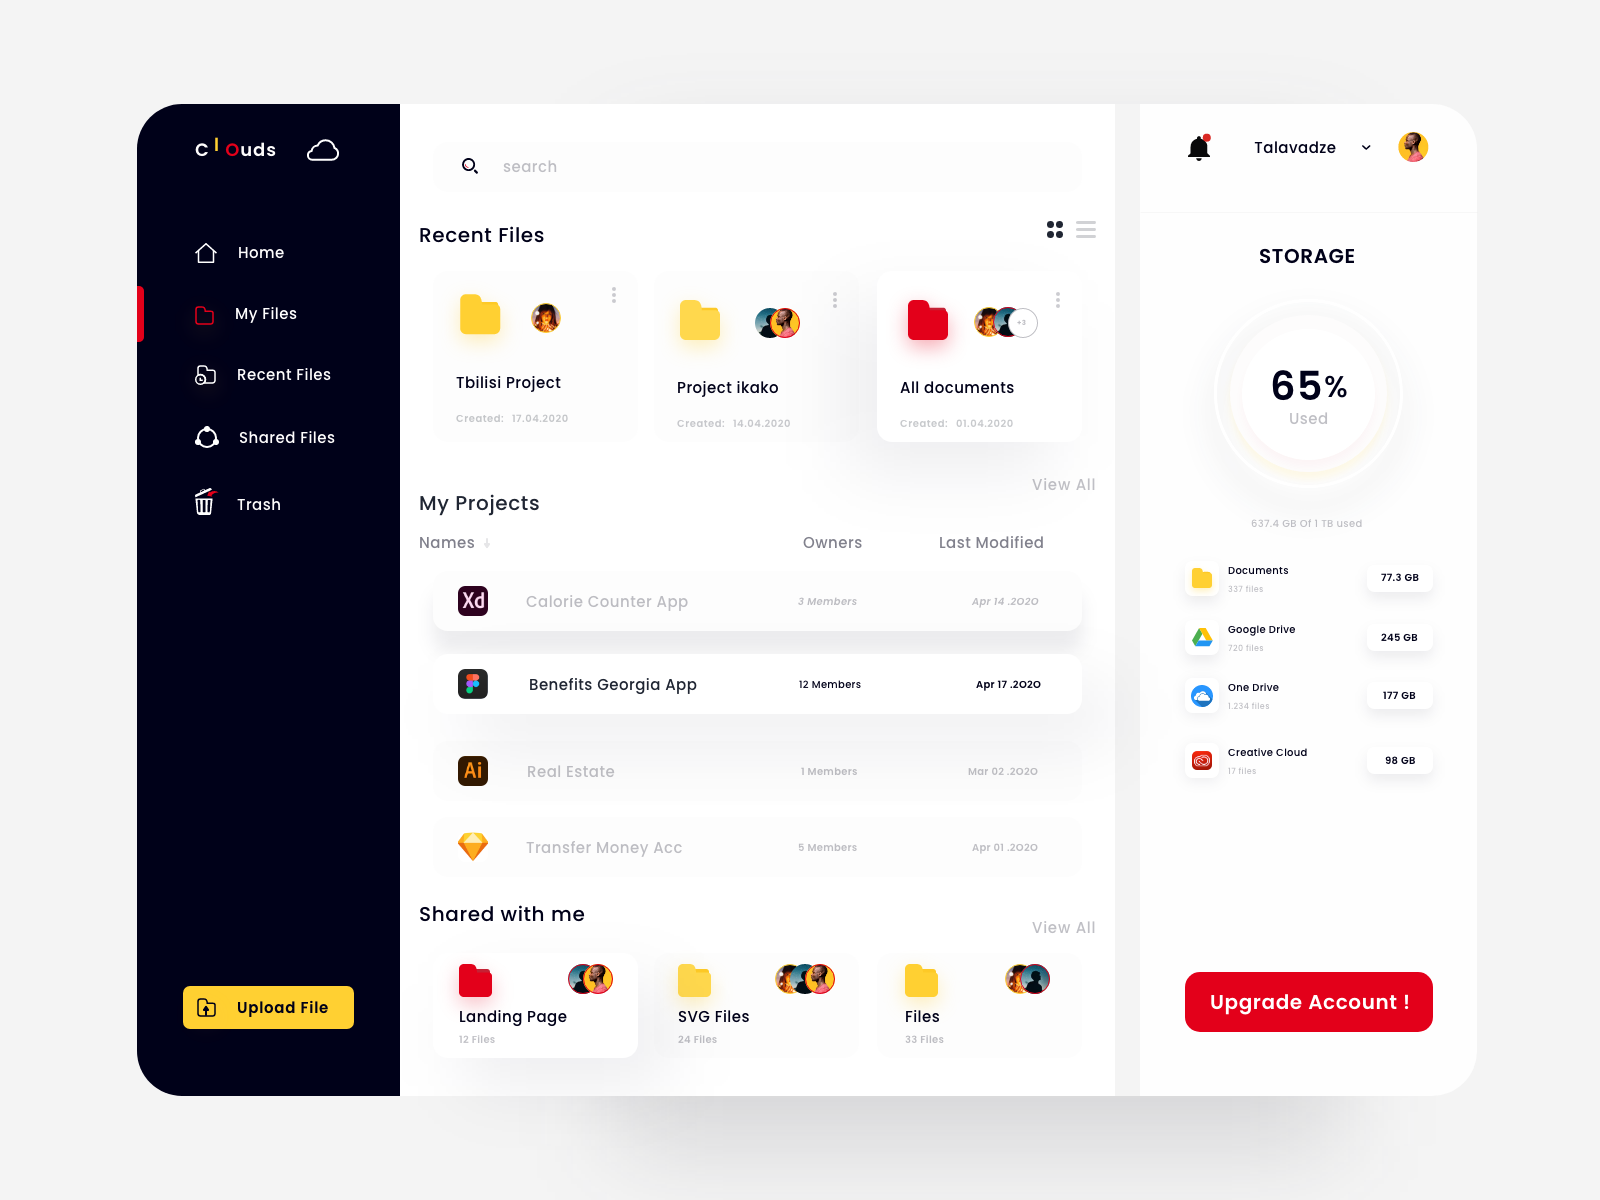 clouds
Home
My Files
Recent Files
Shared Files
Trash
Upload File
search
Recent Files
Tbilisi Project
Created: 17.04.2020
Project ikako
Created: 14.04.2020
+3
All documents
Created: 01.04.2020
View All
My Projects
Names Owners Last Modified
Xd Calorie Counter App 3 Members Apr 14 .2020
Benefits Georgia App 12 Members Apr 17 .2020
Ai Real Estate 1 Members Mar 02 .2020
Transfer Money Acc 5 Members Apr 01 .2020
Shared with me
View All
Landing Page
12 Files
SVG Files
24 Files
Files
33 Files
Talavadze
STORAGE
65%
Used
637.4 GB Of 1 TB used
Documents
337 files
77.3 GB
Google Drive
720 files
245 GB
One Drive
1.234 files
177 GB
Creative Cloud
17 files
98 GB
Upgrade Account !